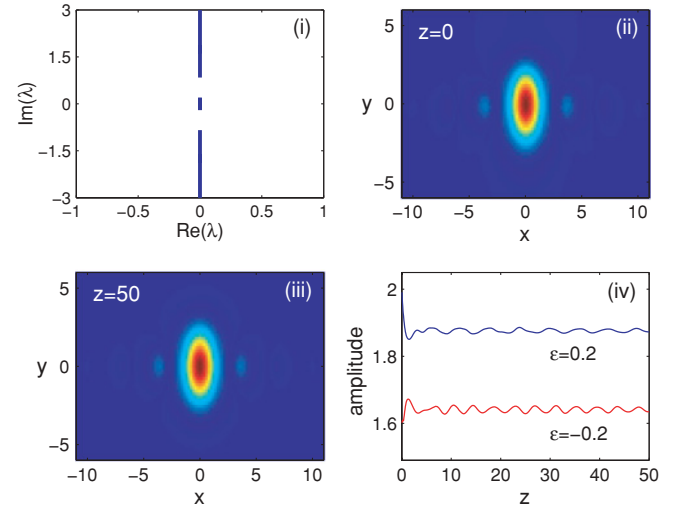 (i)
3
1.5
0
−1.5
−3
Im(λ)
−1 −0.5 0 0.5 1
Re(λ)
z=0 (ii)
5
0
−5
y
−10 −5 0 5 10
x
z=50 (iii)
5
0
−5
y
−10 −5 0 5 10
x
(iv)
2
1.8
1.6
amplitude
ε=0.2
ε=−0.2
0 10 20 30 40 50
z